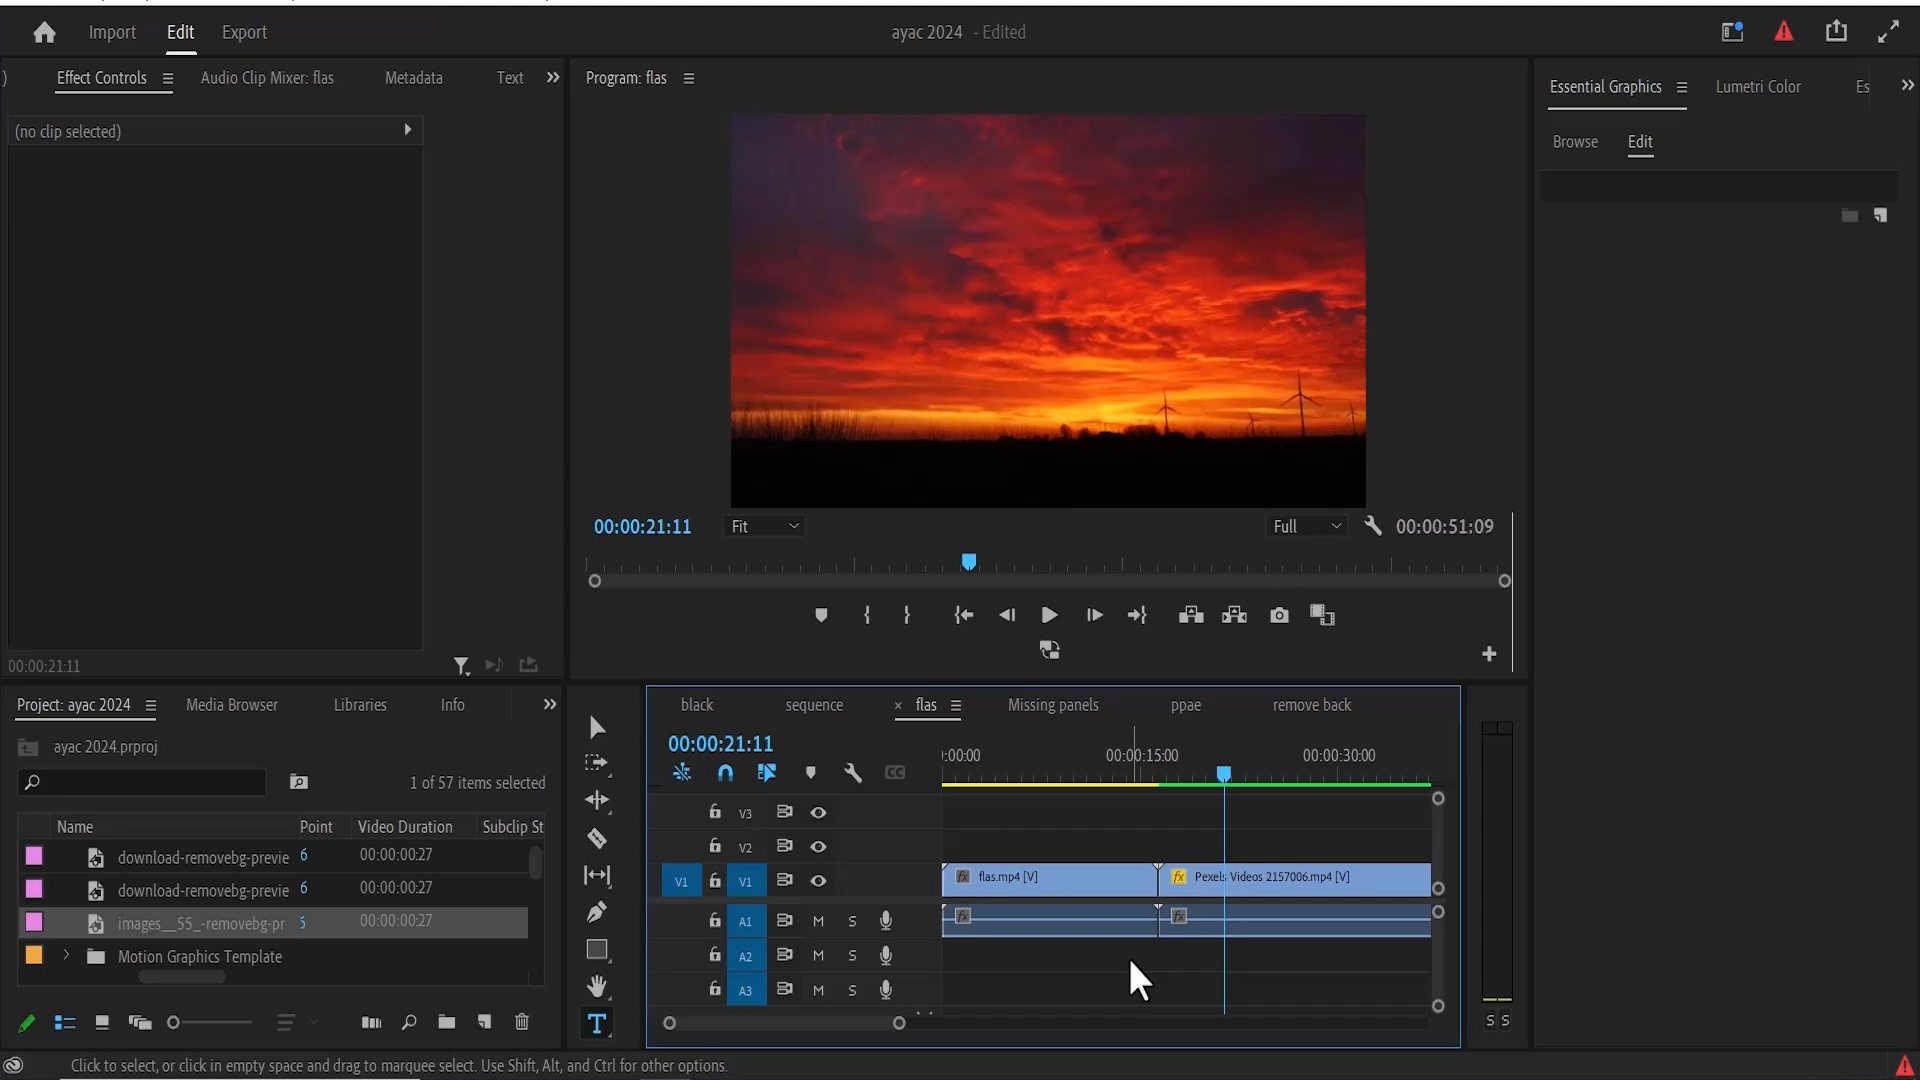 Import Edit Export ayac 2024 - Edited
) Effect Controls Audio Clip Mixer: flas Metadata Text
Program: flas
Essential Graphics Lumetri Color Es
Browse Edit
(no clip selected)
00:00:21:11 Fit Full 00:00:51:09
00:00:21:11
Project: ayac 2024 Media Browser Libraries Info
ayac 2024.prproj
1 of 57 items selected
Name Point Video Duration Subclip St
download-removebg-previe 6 00:00:00:27
download-removebg-previe 6 00:00:00:27
images__55_-removebg-pr 00:00:00:27
Motion Graphics Template
black sequence × flas Missing panels ppae remove back
00:00:21:11
:00:00 00:00:15:00 00:00:30:00
V3
V2
V1 V1 flas.mp4 [V] Pexels Videos 2157006.mp4 [V]
A1 M S
A2 M S
A3 M S
S S
Click to select, or click in empty space and drag to marquee select. Use Shift, Alt, and Ctrl for other options.